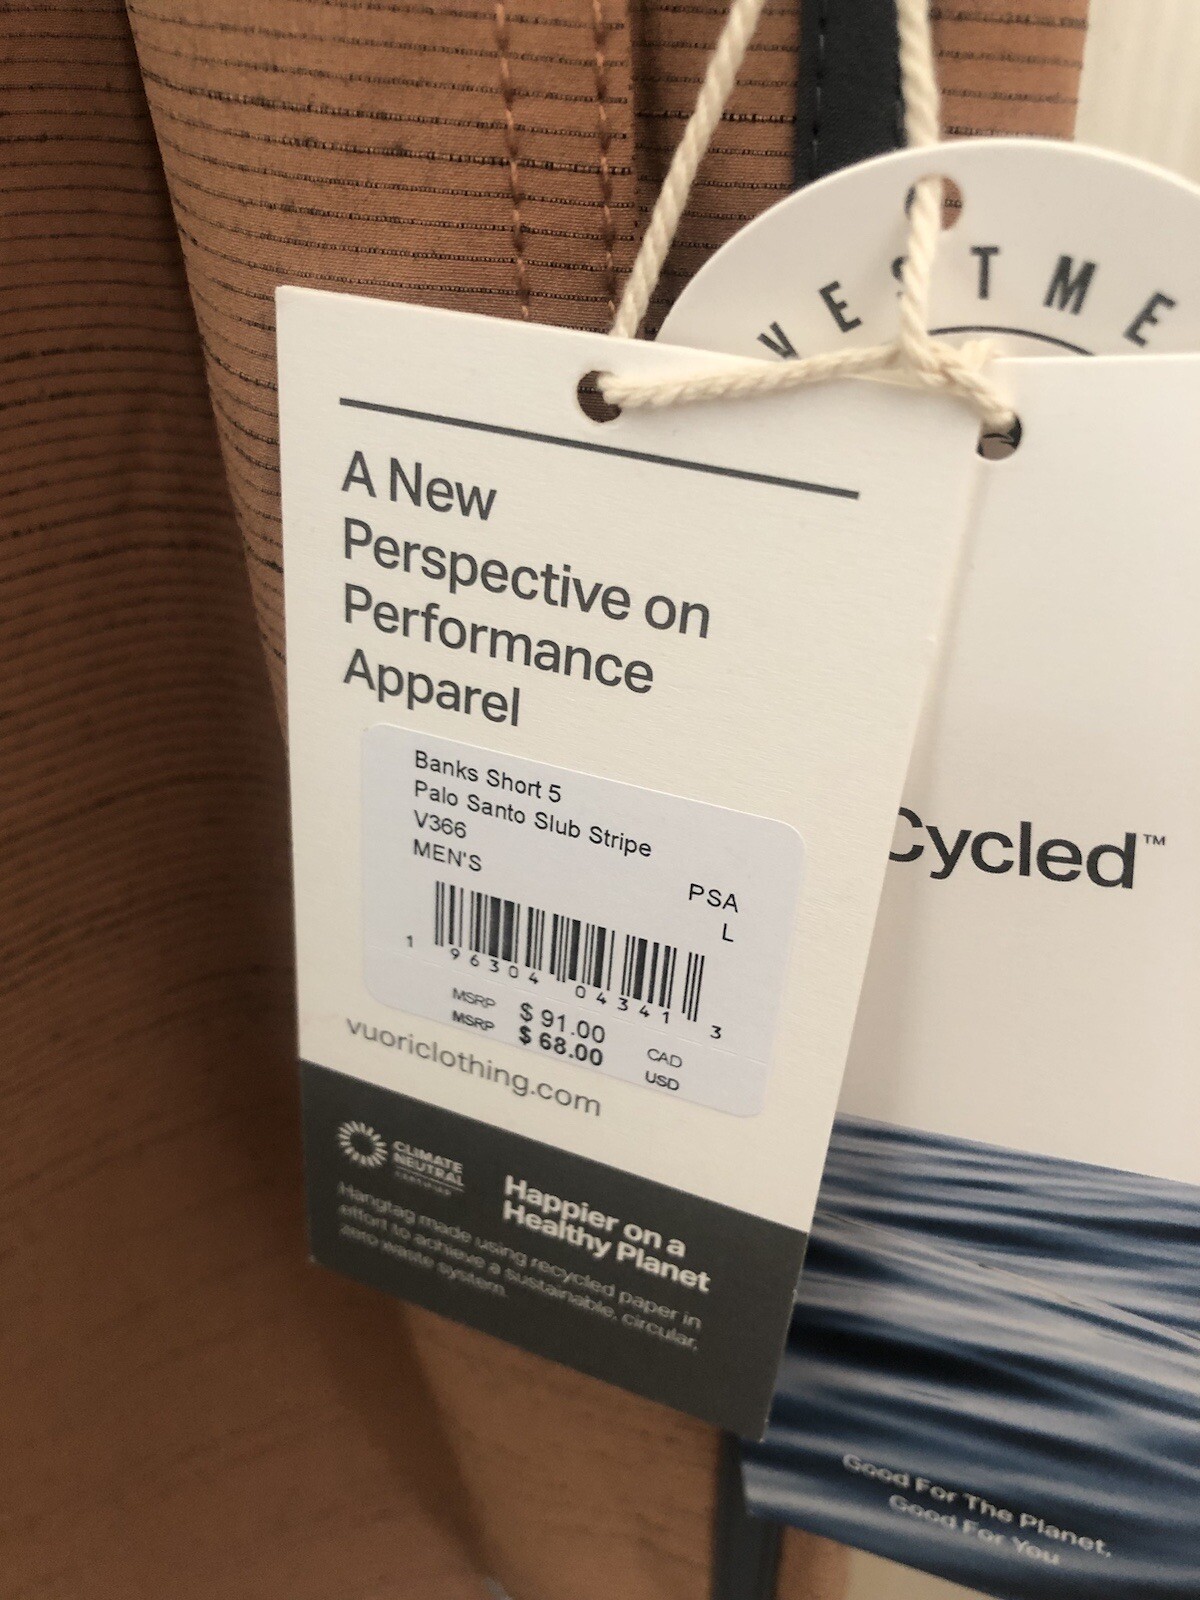 VESTME
A New
Perspective on
Performance
Apparel
Banks Short 5
Palo Santo Slub Stripe
V366
MEN'S
PSA
L
1 96304 04341 3
MSRP $ 91.00 CAD
MSRP $ 68.00 USD
vuoriclothing.com
CLIMATE
NEUTRAL
CERTIFIED
Happier on a
Healthy Planet
Hangtag made using recycled paper in
effort to achieve a sustainable, circular,
zero waste system.
Cycled™
Good For The Planet,
Good For You